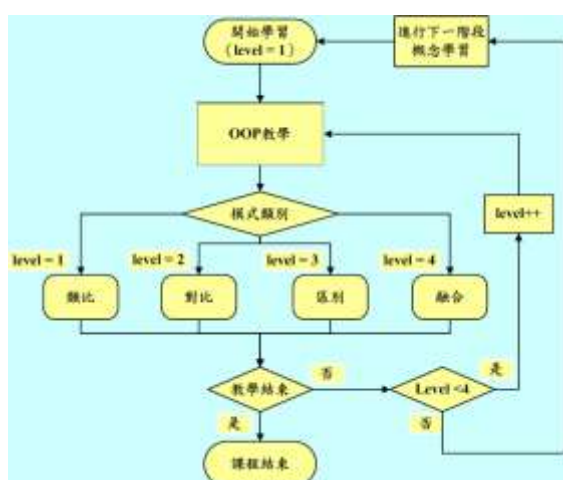 開始學習
（level = 1）
進行下一階段
概念學習
OOP教學
模式類別
level++
level = 1
level = 2
level = 3
level = 4
類比
對比
區別
融合
教學結束
否
Level <4
是
是
否
課程結束